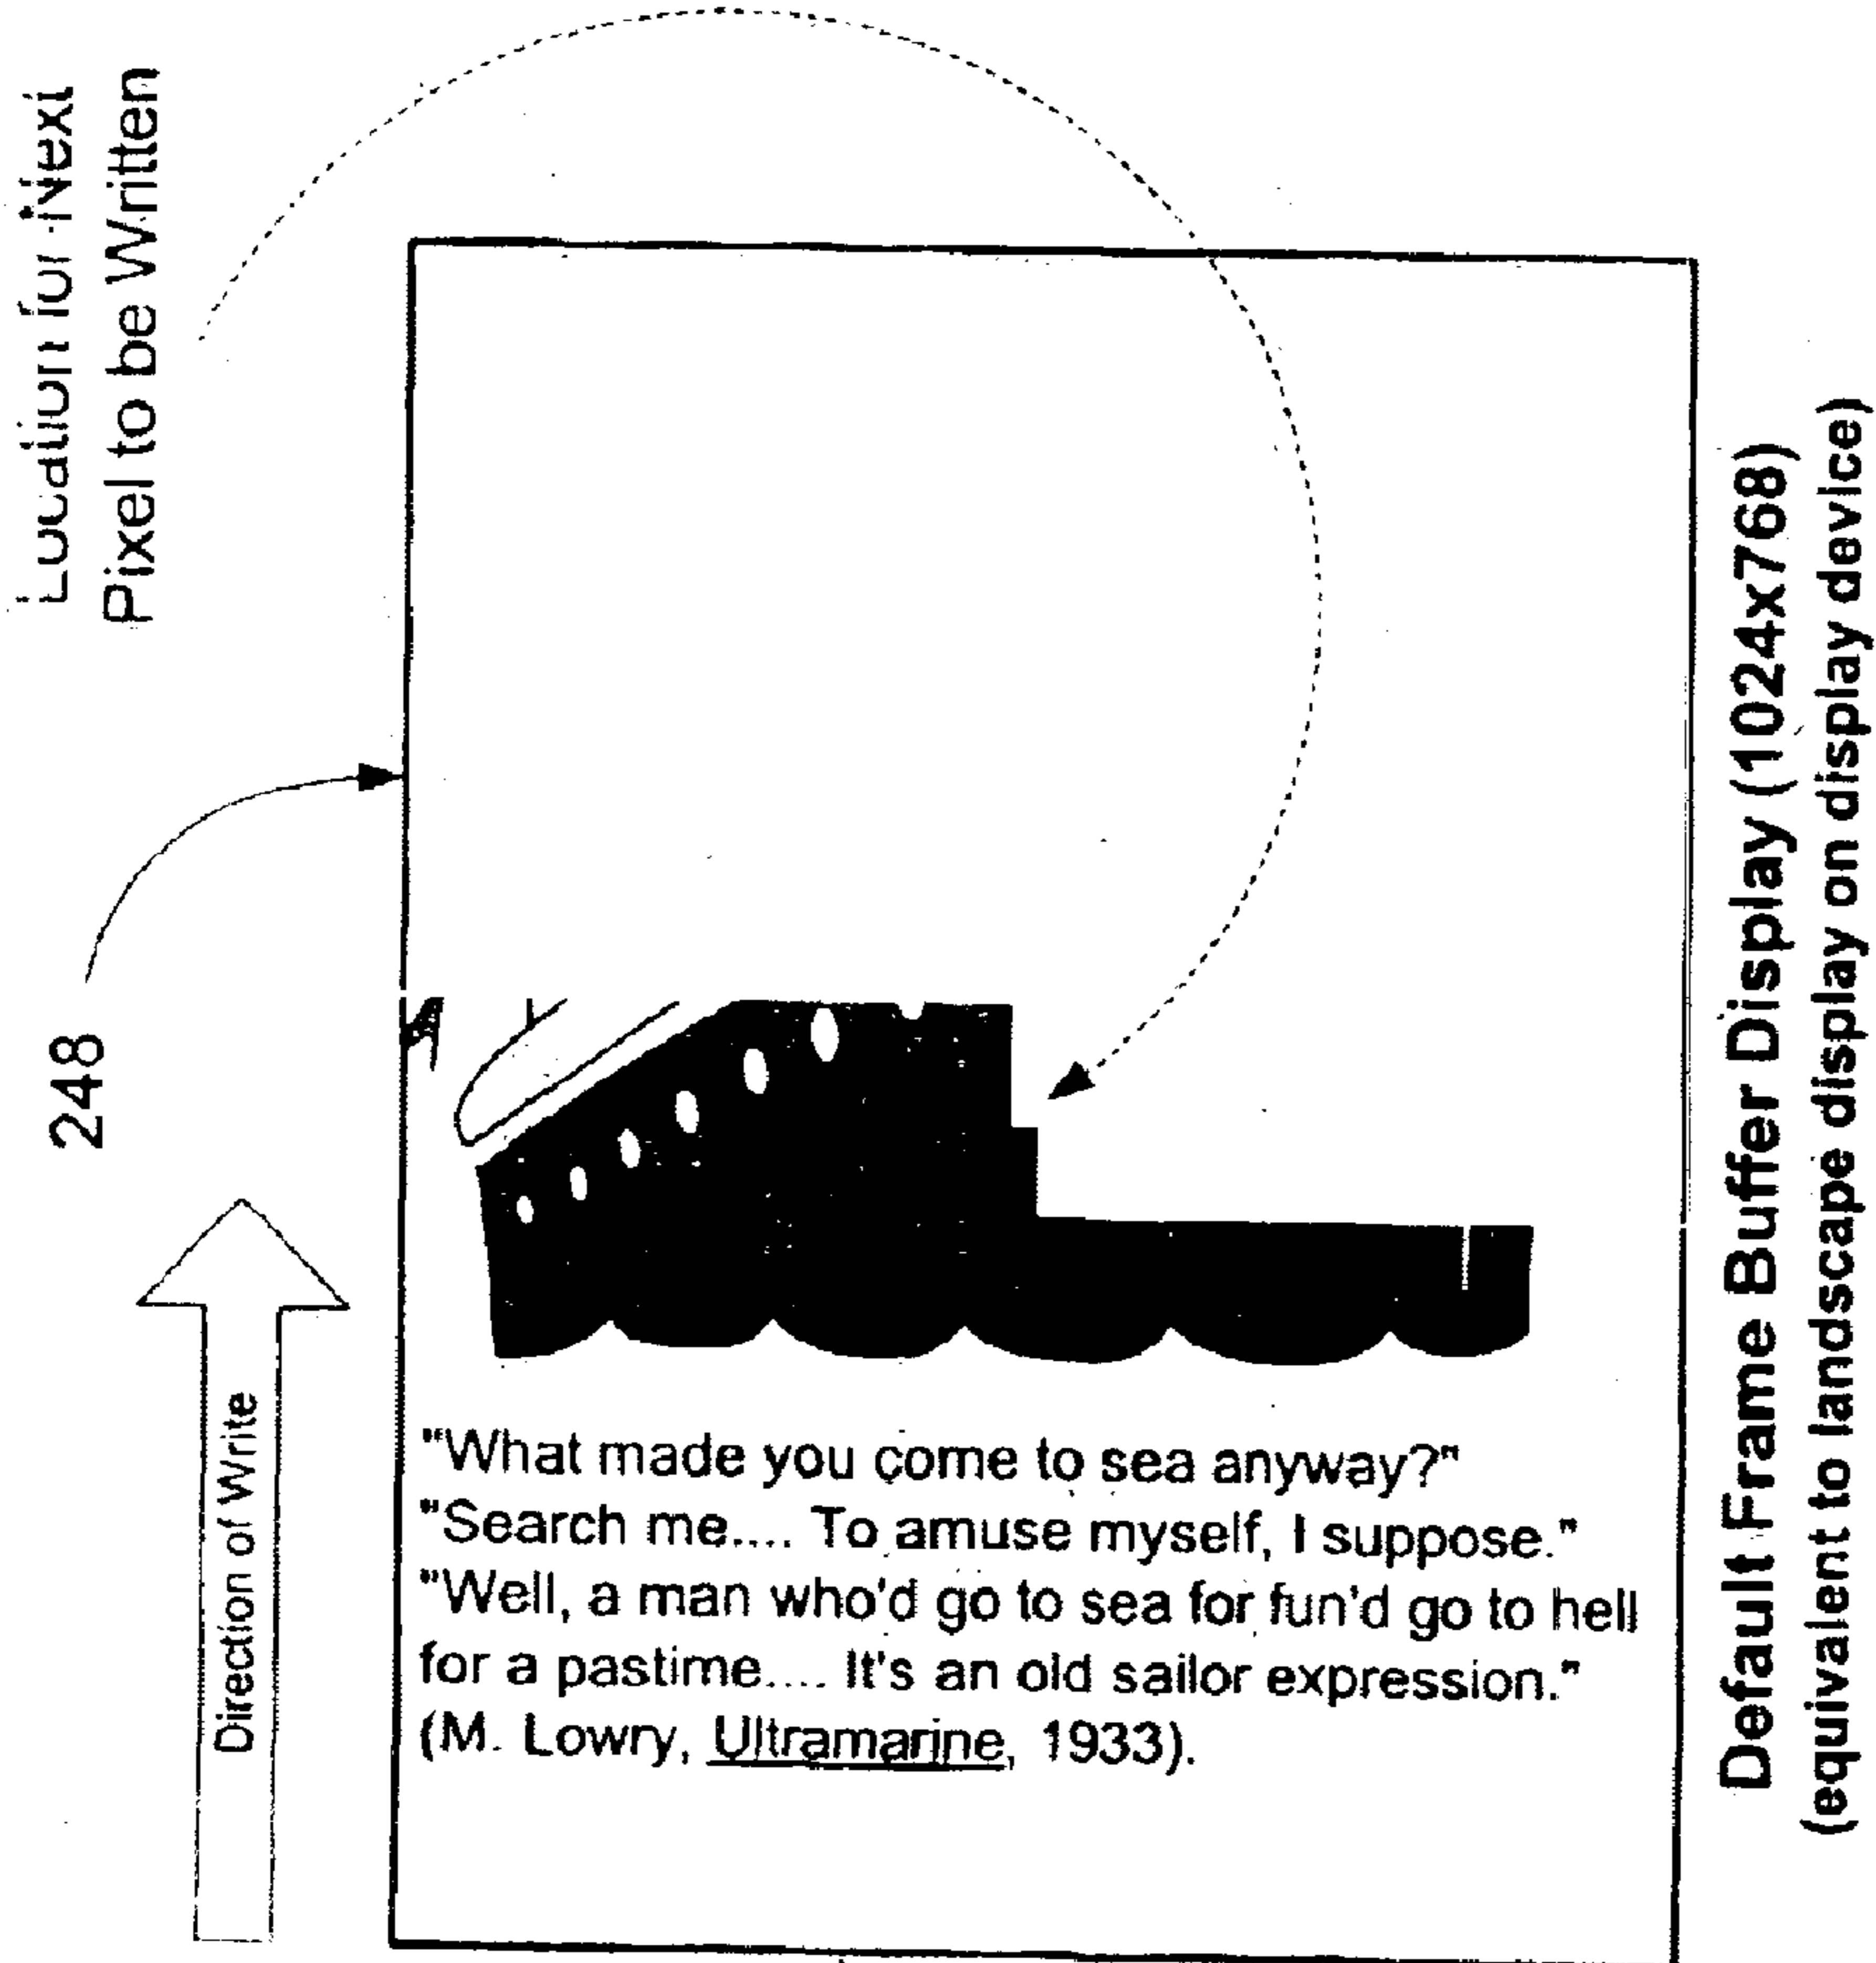 Location for Next
Pixel to be Written
248
Direction of Write
"What made you come to sea anyway?"
"Search me.... To amuse myself, I suppose."
"Well, a man who'd go to sea for fun'd go to hell
for a pastime.... It's an old sailor expression."
(M. Lowry, Ultramarine, 1933).
Default Frame Buffer Display (1024x768)
(equivalent to landscape display on display device)